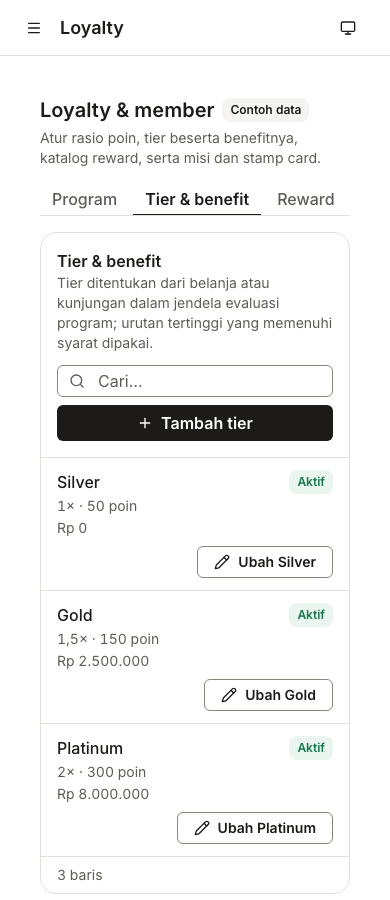 Loyalty
Loyalty & member
Contoh data
Atur rasio poin, tier beserta benefitnya,
katalog reward, serta misi dan stamp card.
Program
Tier & benefit
Reward
Tier & benefit
Tier ditentukan dari belanja atau
kunjungan dalam jendela evaluasi
program; urutan tertinggi yang memenuhi
syarat dipakai.
Cari...
+ Tambah tier
Silver
Aktif
1× · 50 poin
Rp 0
Ubah Silver
Gold
Aktif
1,5× · 150 poin
Rp 2.500.000
Ubah Gold
Platinum
Aktif
2× · 300 poin
Rp 8.000.000
Ubah Platinum
3 baris